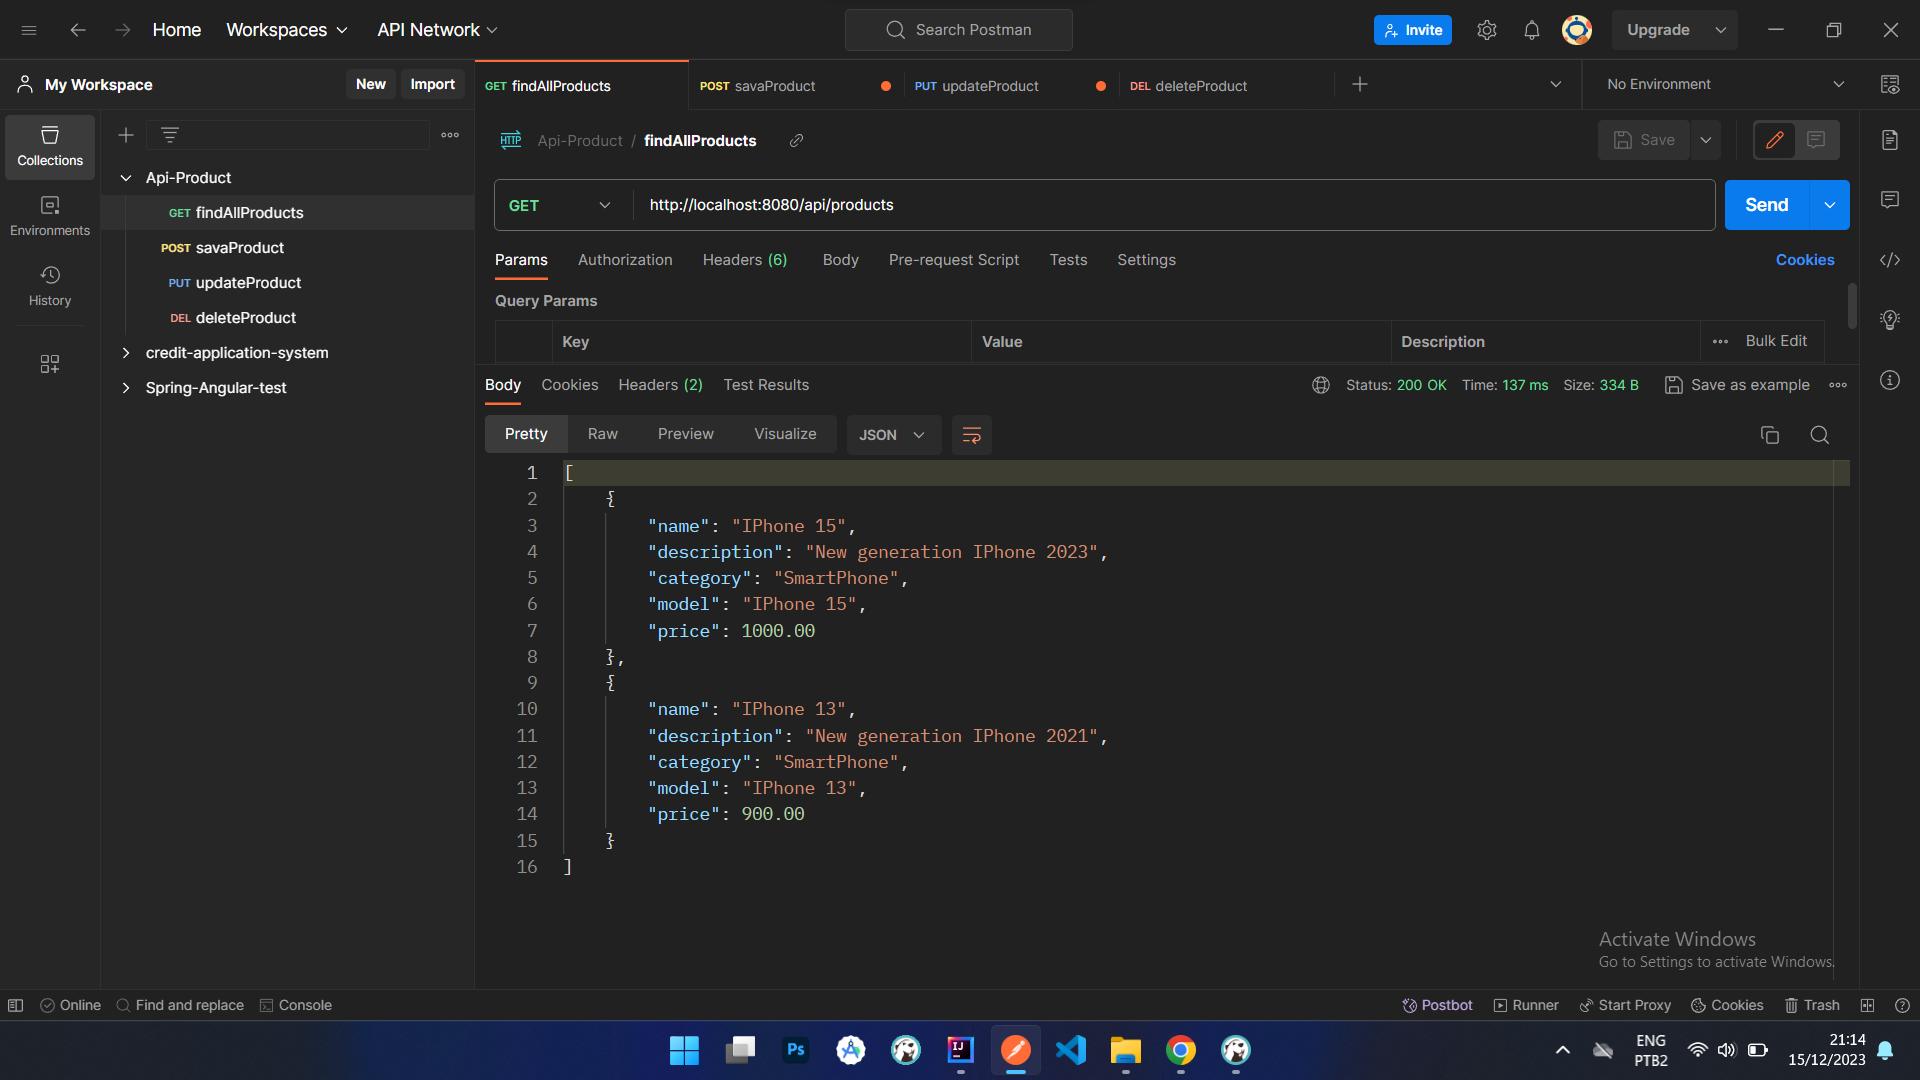 Home Workspaces API Network Search Postman Invite Upgrade
My Workspace New Import GET findAllProducts POST savaProduct PUT updateProduct DEL deleteProduct No Environment
Collections
Environments
History
Api-Product
GET findAllProducts
POST savaProduct
PUT updateProduct
DEL deleteProduct
credit-application-system
Spring-Angular-test
HTTP Api-Product / findAllProducts Save
GET http://localhost:8080/api/products Send
Params Authorization Headers (6) Body Pre-request Script Tests Settings Cookies
Query Params
Key Value Description Bulk Edit
Body Cookies Headers (2) Test Results Status: 200 OK Time: 137 ms Size: 334 B Save as example
Pretty Raw Preview Visualize JSON
1 [
2 {
3 "name": "IPhone 15",
4 "description": "New generation IPhone 2023",
5 "category": "SmartPhone",
6 "model": "IPhone 15",
7 "price": 1000.00
8 },
9 {
10 "name": "IPhone 13",
11 "description": "New generation IPhone 2021",
12 "category": "SmartPhone",
13 "model": "IPhone 13",
14 "price": 900.00
15 }
16 ]
Activate Windows
Go to Settings to activate Windows.
Online Find and replace Console Postbot Runner Start Proxy Cookies Trash
Ps IJ
ENG
PTB2
21:14
15/12/2023